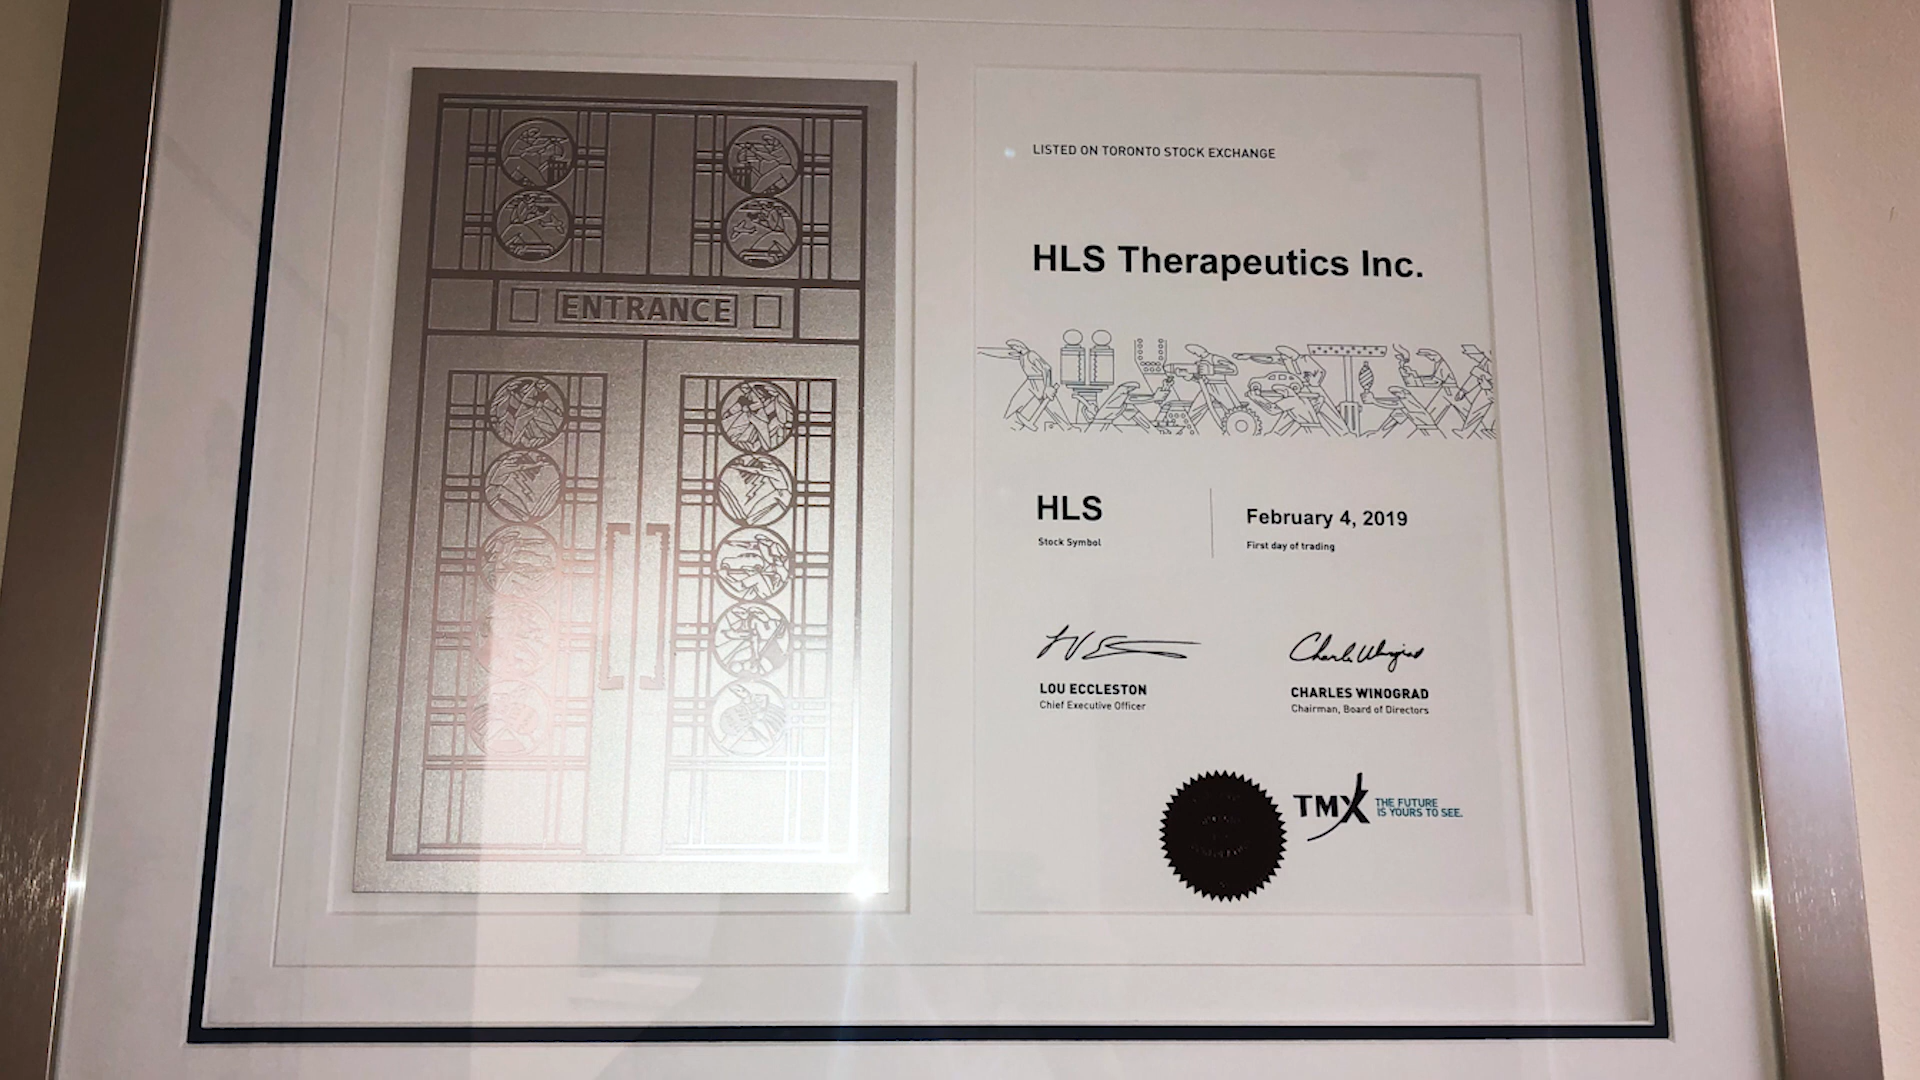 ENTRANCE
LISTED ON TORONTO STOCK EXCHANGE
HLS Therapeutics Inc.
HLS
Stock Symbol
February 4, 2019
First day of trading
LOU ECCLESTON
Chief Executive Officer
CHARLES WINOGRAD
Chairman, Board of Directors
TMX
THE FUTURE
IS YOURS TO SEE.